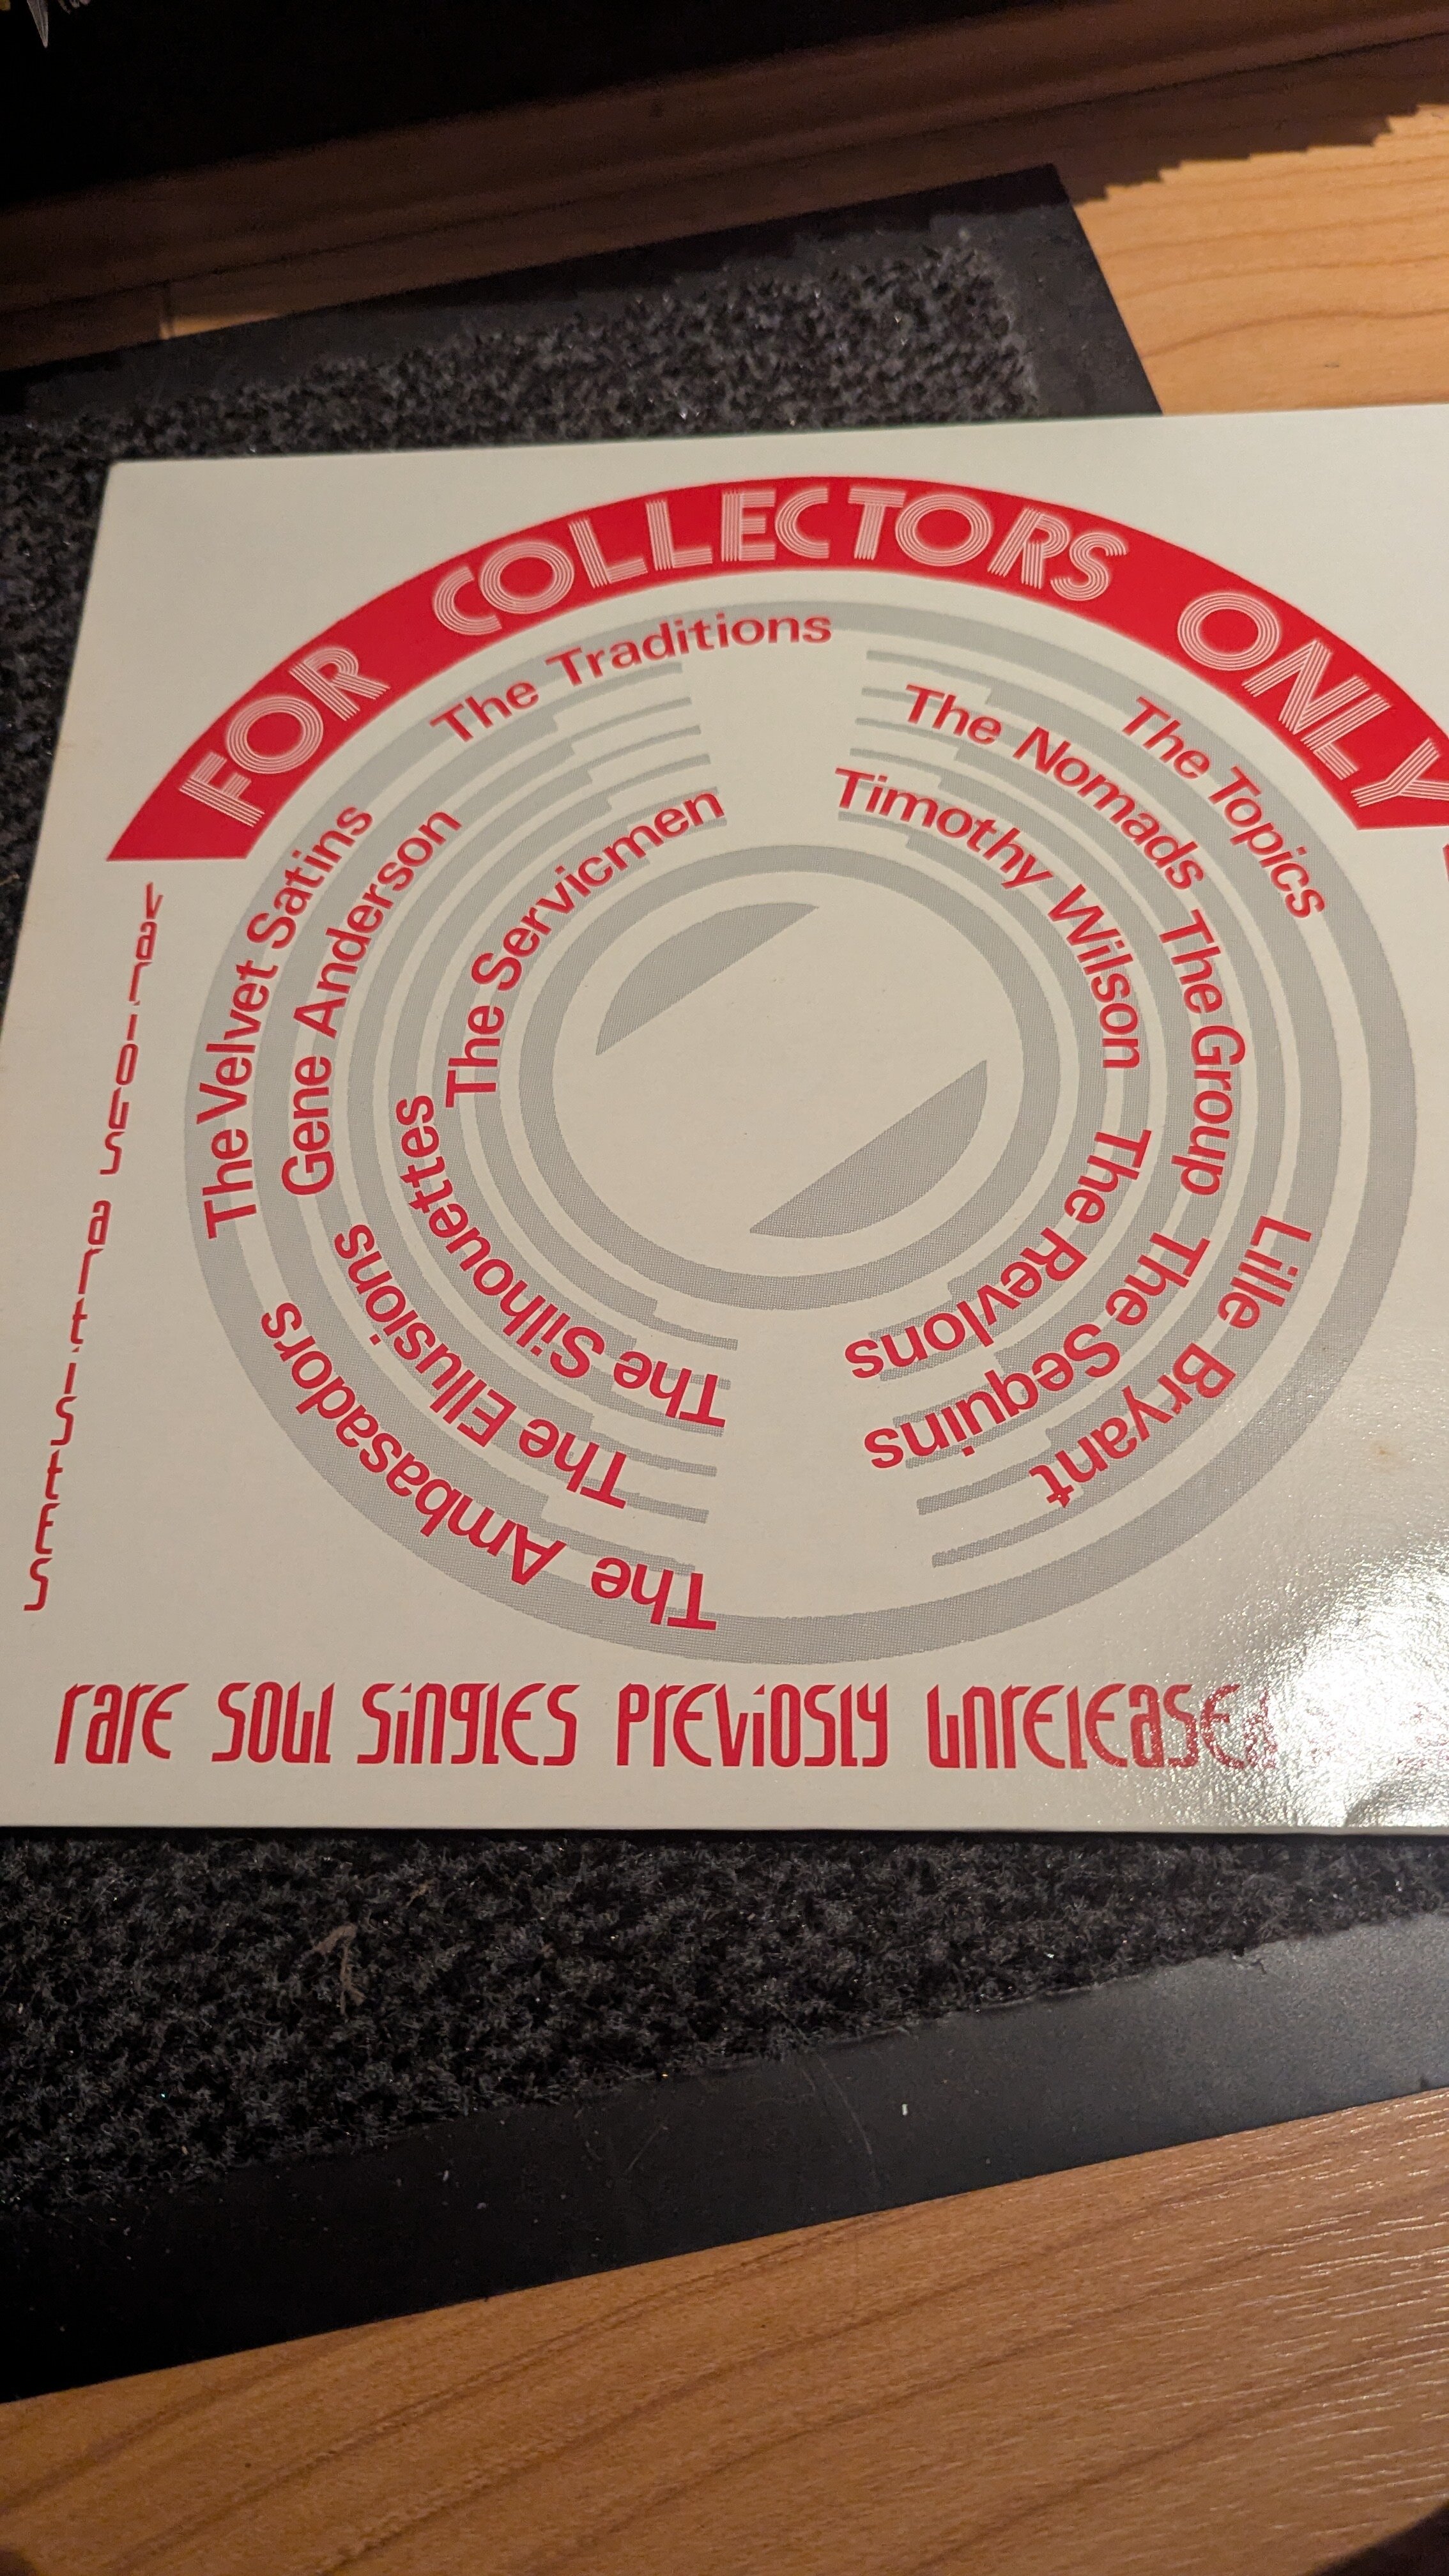 FOR COLLECTORS ONLY
various artistes
The Velvet Satins
The Traditions
The Topics
Lille Bryant
The Ambasadors
Gene Anderson
The Nomads
The Group
The Sequins
The Ellusions
The Servicmen
Timothy Wilson
The Revlons
The Silhouettes
rare soul singles previosly unrelease